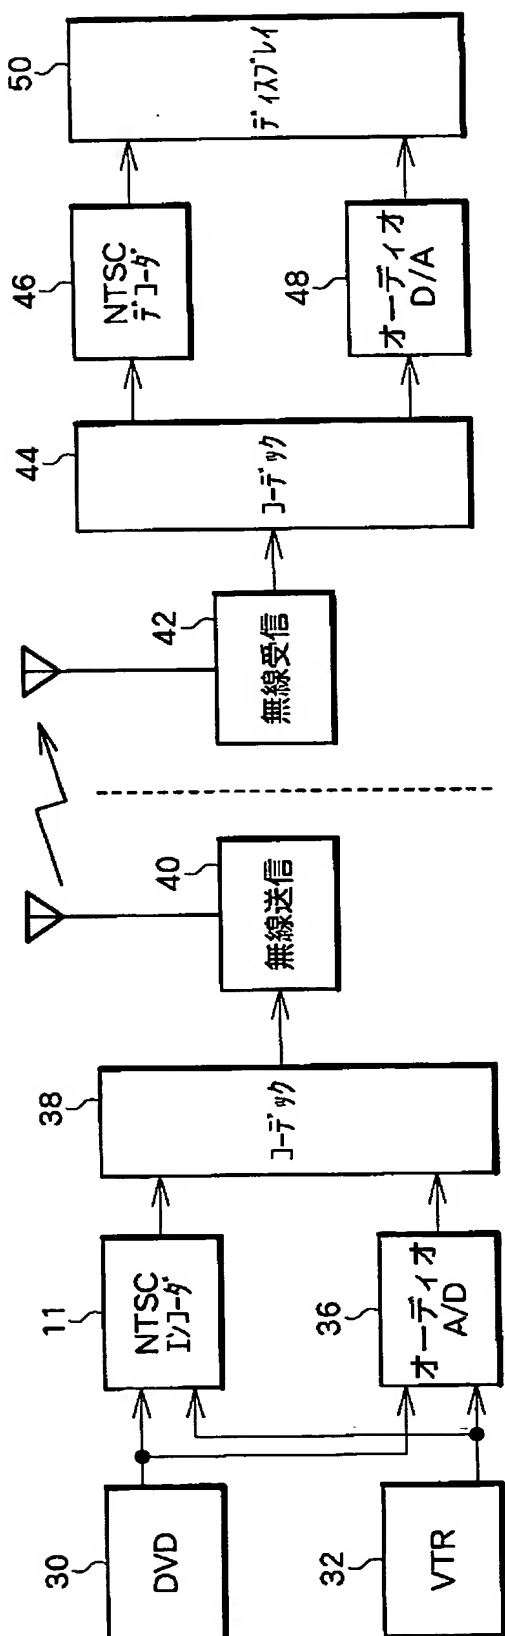 30
DVD
32
VTR
11
NTSC
エンコーダ
36
オーディオ
A/D
38
コーデック
40
無線送信
42
無線受信
44
コーデック
46
NTSC
デコーダ
48
オーディオ
D/A
50
ディスプレイ